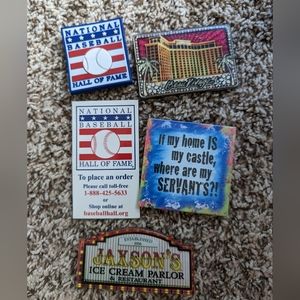 NATIONAL
BASEBALL
HALL OF FAME
NATIONAL
BASEBALL
HALL OF FAME
To place an order
Please call toll-free
1-888-425-5633
or
Shop online at
baseballhall.org
If my home IS
my castle,
where are my
SERVANTS?!
ESTABLISHED
JAXSON'S
ICE CREAM PARLOR
& RESTAURANT